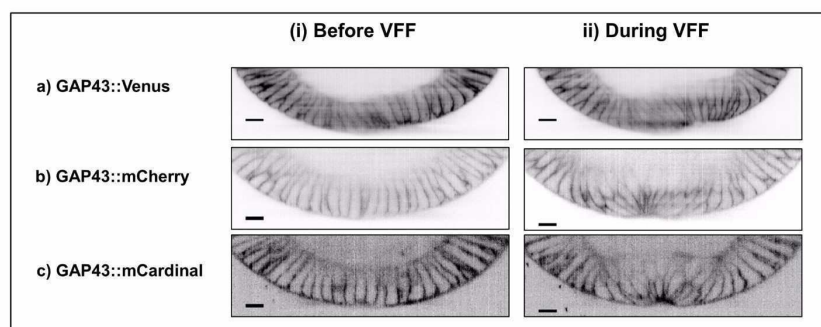 (i) Before VFF ii) During VFF
a) GAP43::Venus
b) GAP43::mCherry
c) GAP43::mCardinal